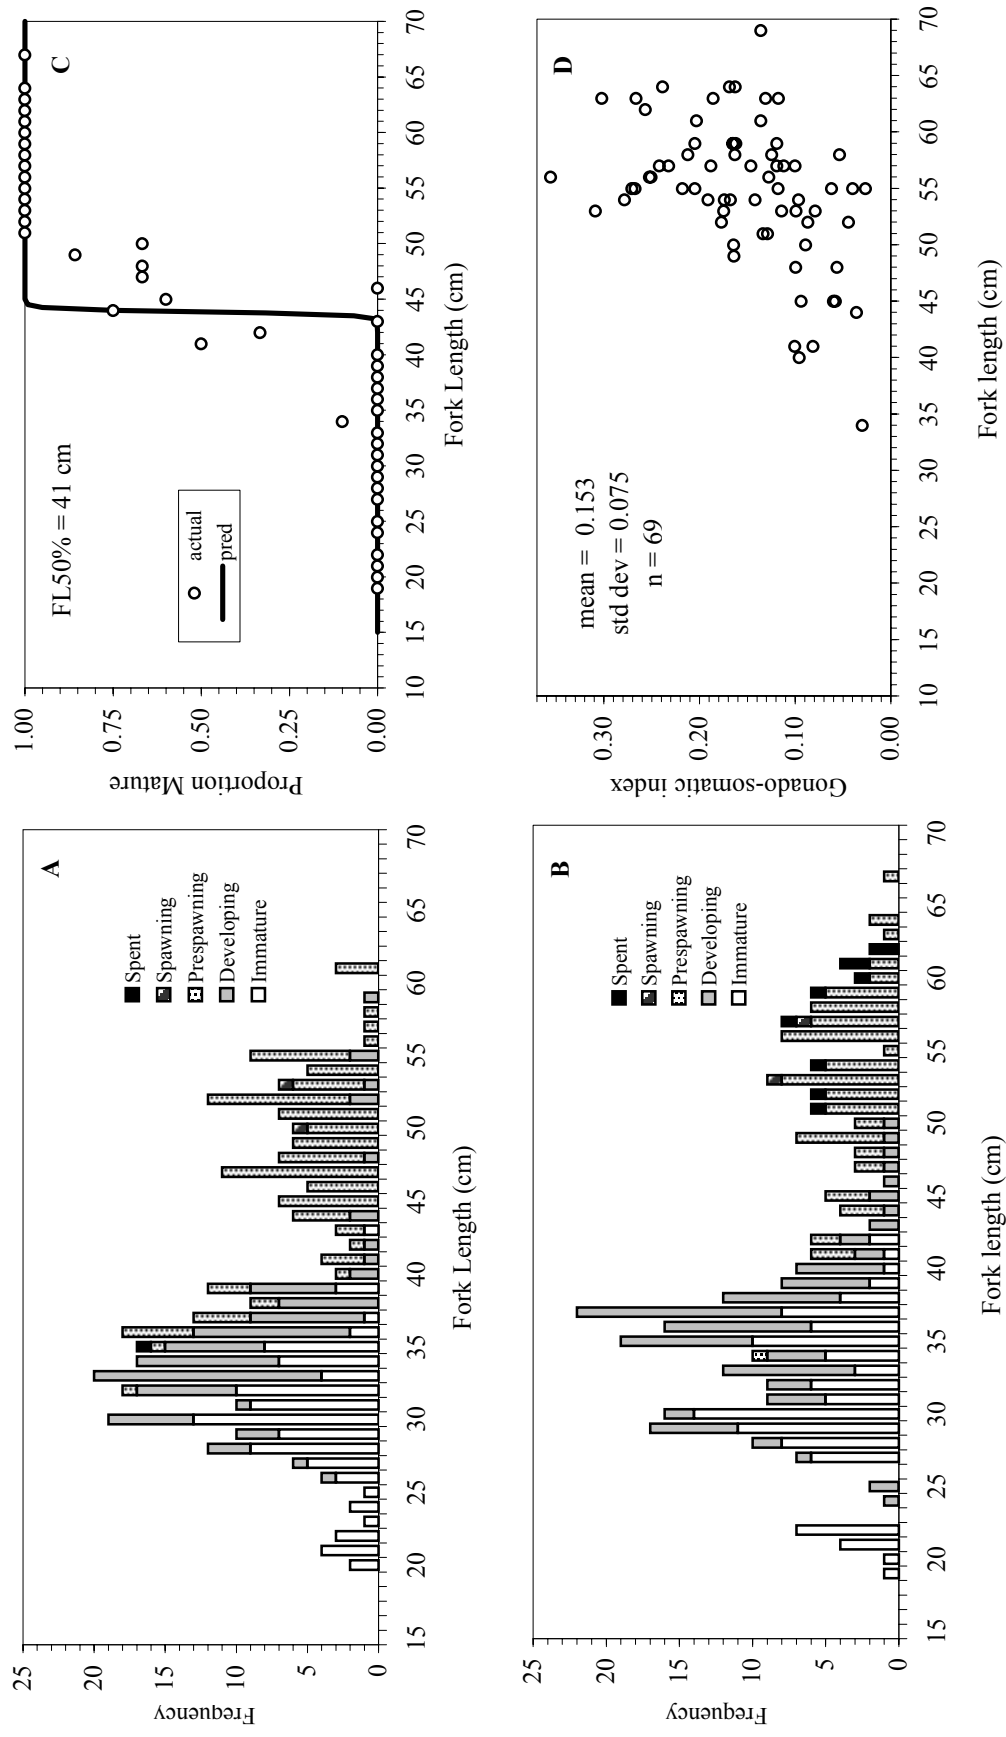 A
Frequency
25
20
15
10
5
0
Spent
Spawning
Prespawning
Developing
Immature
15 20 25 30 35 40 45 50 55 60 65 70
Fork Length (cm)
C
Proportion Mature
1.00
0.75
0.50
0.25
0.00
FL50% = 41 cm
actual
pred
10 15 20 25 30 35 40 45 50 55 60 65 70
Fork Length (cm)
B
Frequency
25
20
15
10
5
0
Spent
Spawning
Prespawning
Developing
Immature
15 20 25 30 35 40 45 50 55 60 65 70
Fork length (cm)
D
Gonado-somatic index
0.30
0.20
0.10
0.00
mean = 0.153
std dev = 0.075
n = 69
10 15 20 25 30 35 40 45 50 55 60 65 70
Fork length (cm)